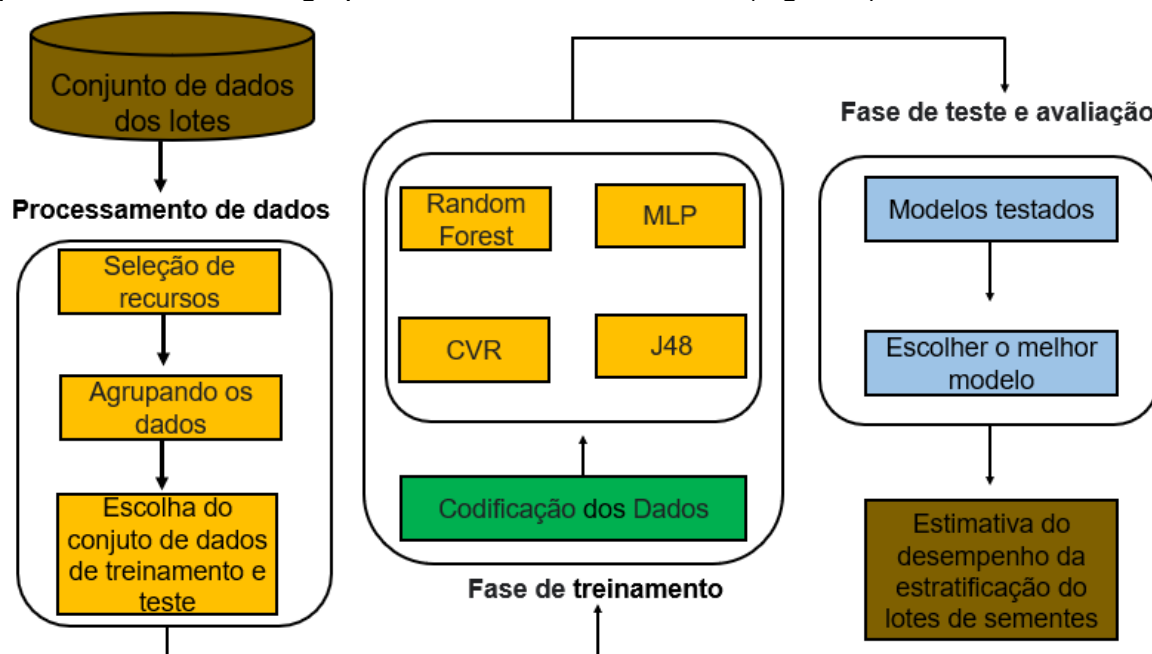 Conjunto de dados
dos lotes
Processamento de dados
Seleção de
recursos
Agrupando os
dados
Escolha do
conjuto de dados
de treinamento e
teste
Random
Forest
MLP
CVR
J48
Codificação dos Dados
Fase de treinamento
Fase de teste e avaliação
Modelos testados
Escolher o melhor
modelo
Estimativa do
desempenho da
estratificação do
lotes de sementes